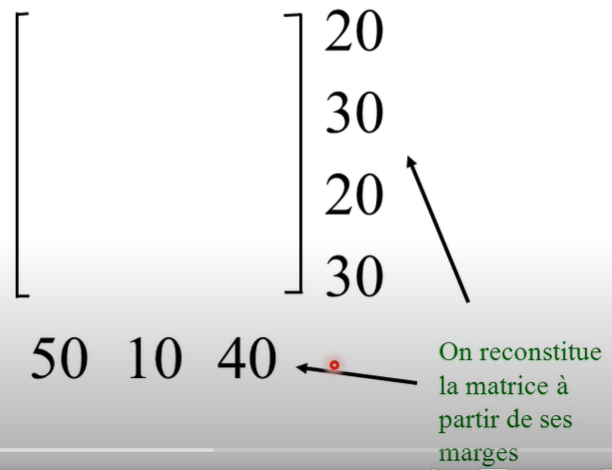 20
30
20
30
50 10 40
On reconstitue
la matrice à
partir de ses
marges